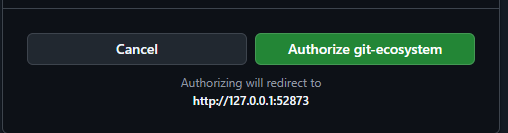 Cancel
Authorize git-ecosystem
Authorizing will redirect to
http://127.0.0.1:52873